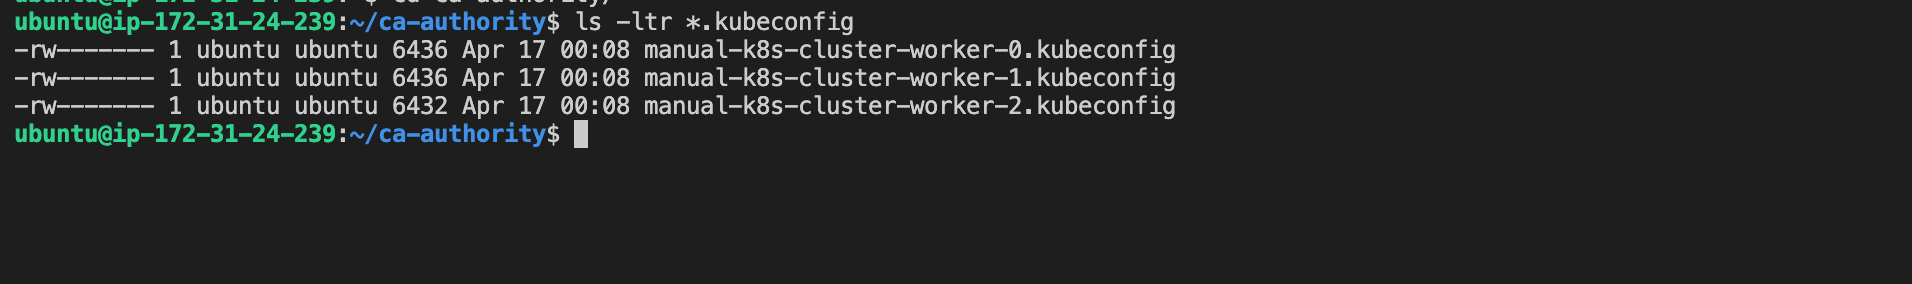 ubuntu@ip-172-31-24-239:~/ca-authority$ ls -ltr *.kubeconfig
-rw------- 1 ubuntu ubuntu 6436 Apr 17 00:08 manual-k8s-cluster-worker-0.kubeconfig
-rw------- 1 ubuntu ubuntu 6436 Apr 17 00:08 manual-k8s-cluster-worker-1.kubeconfig
-rw------- 1 ubuntu ubuntu 6432 Apr 17 00:08 manual-k8s-cluster-worker-2.kubeconfig
ubuntu@ip-172-31-24-239:~/ca-authority$